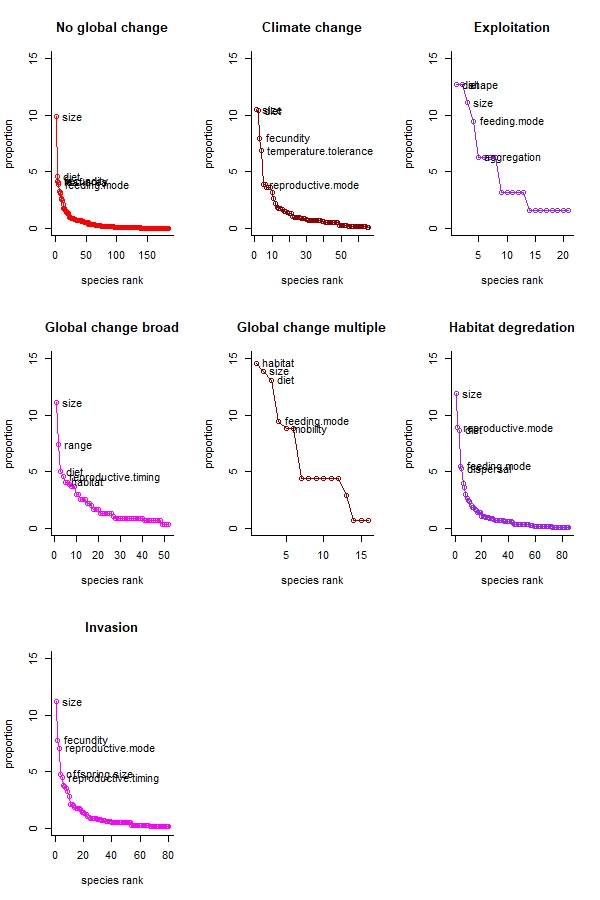 No global change
Climate change
Exploitation
proportion
0 5 10 15
size
diet
fecundity
feeding.mode
0 50 100 150
species rank
proportion
0 5 10 15
size
diet
fecundity
temperature.tolerance
reproductive.mode
0 10 30 50
species rank
proportion
0 5 10 15
diet
shape
size
feeding.mode
aggregation
5 10 15 20
species rank
Global change broad
Global change multiple
Habitat degredation
proportion
0 5 10 15
size
range
diet
reproductive.timing
habitat
0 10 20 30 40 50
species rank
proportion
0 5 10 15
habitat
size
diet
feeding.mode
mobility
5 10 15
species rank
proportion
0 5 10 15
size
reproductive.mode
diet
feeding.mode
dispersal
0 20 40 60 80
species rank
Invasion
proportion
0 5 10 15
size
fecundity
reproductive.mode
offspring.size
reproductive.timing
0 20 40 60 80
species rank